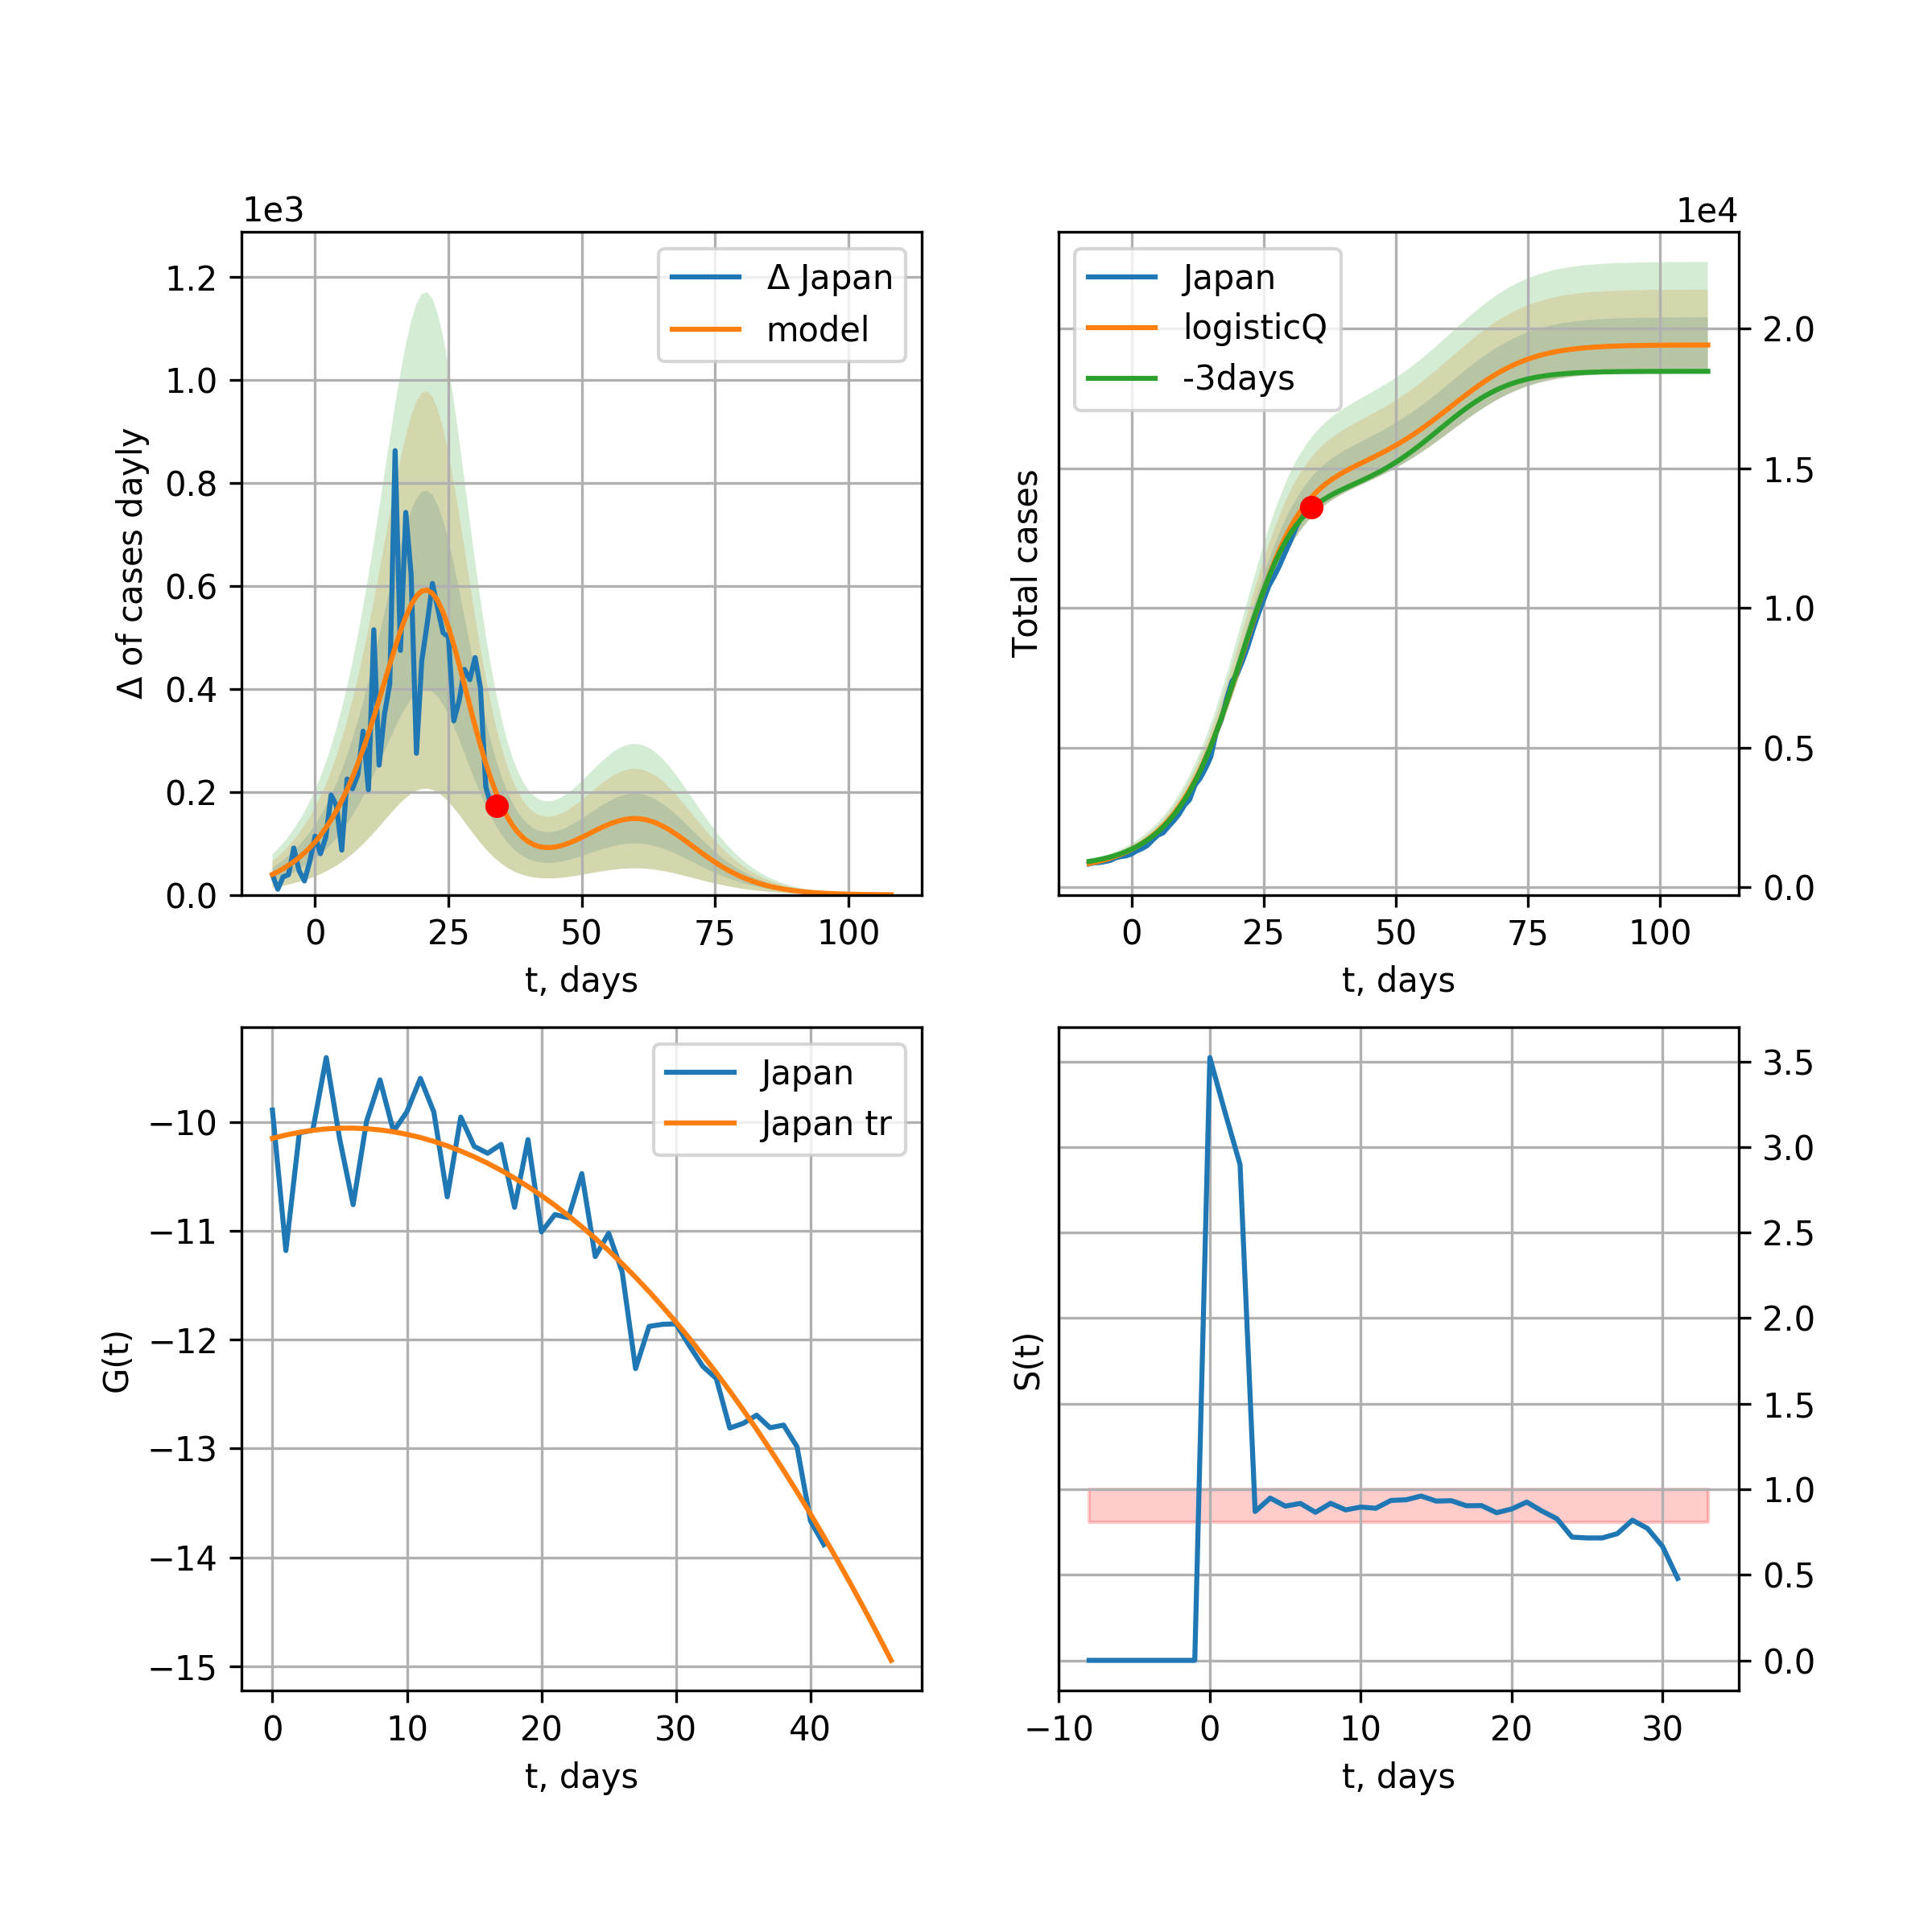 1e3
Δ of cases dayly
1.2
1.0
0.8
0.6
0.4
0.2
0.0
Δ Japan
model
0 25 50 75 100
t, days
1e4
Total cases
Japan
logisticQ
-3days
2.0
1.5
1.0
0.5
0.0
0 25 50 75 100
t, days
G(t)
−10
−11
−12
−13
−14
−15
Japan
Japan tr
0 10 20 30 40
t, days
S(t)
3.5
3.0
2.5
2.0
1.5
1.0
0.5
0.0
−10 0 10 20 30
t, days